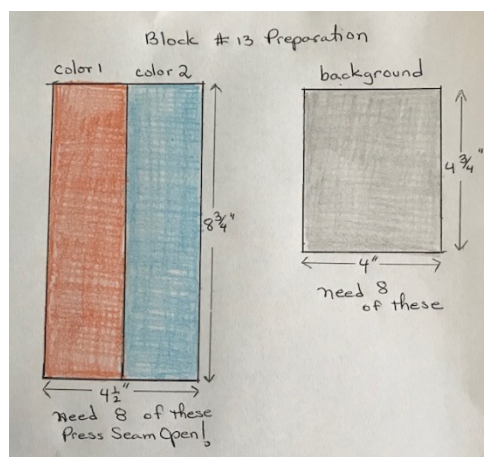 Block # 13 Preparation
color 1 color 2
background
8 3/4"
4 3/4"
4"
4 1/2"
need 8
of these
Need 8 of these
Press Seam Open!